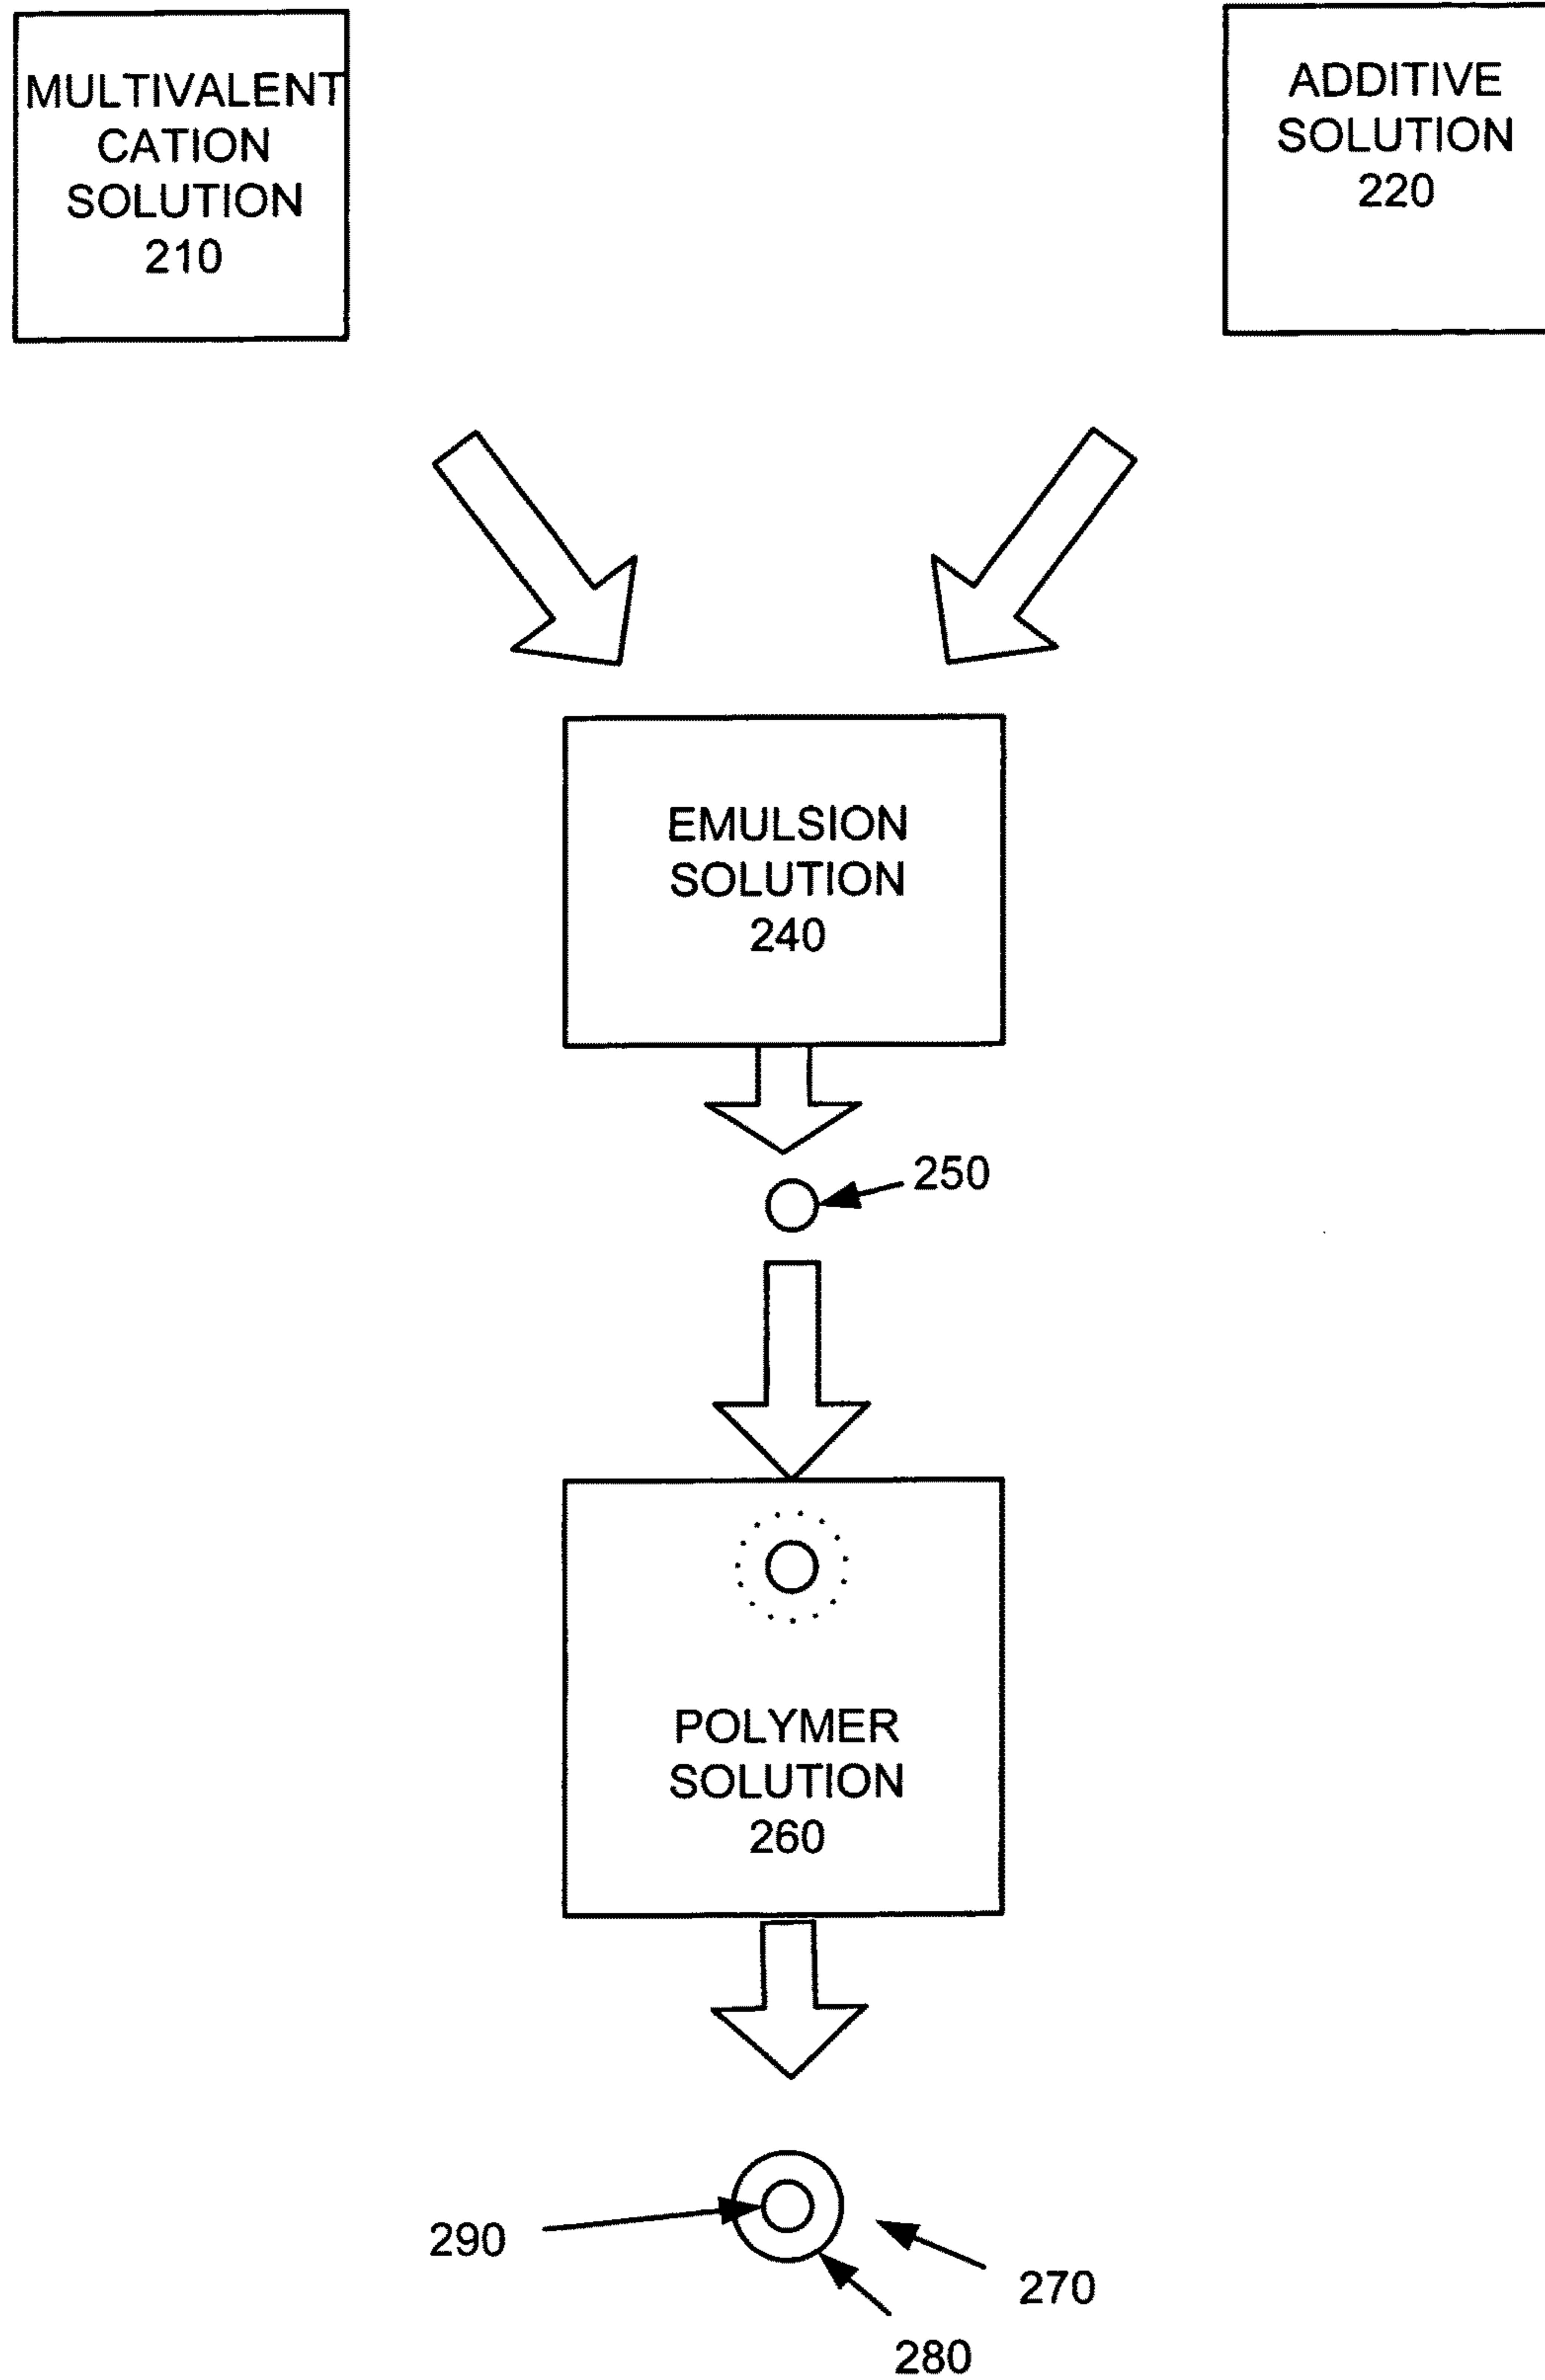 MULTIVALENT
CATION
SOLUTION
210
ADDITIVE
SOLUTION
220
EMULSION
SOLUTION
240
250
POLYMER
SOLUTION
260
290
270
280